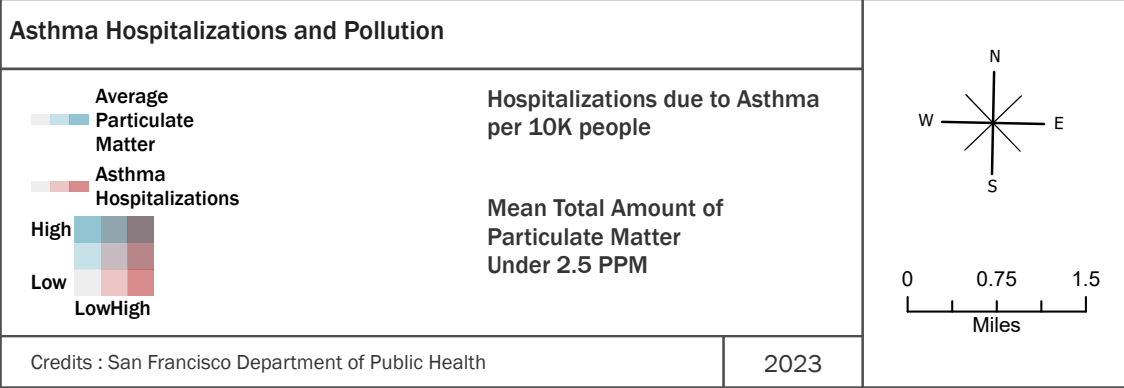 Asthma Hospitalizations and Pollution
Average
Particulate
Matter
Asthma
Hospitalizations
High
Low
LowHigh
Hospitalizations due to Asthma
per 10K people
Mean Total Amount of
Particulate Matter
Under 2.5 PPM
Credits : San Francisco Department of Public Health
2023
N
W
E
S
0 0.75 1.5
Miles